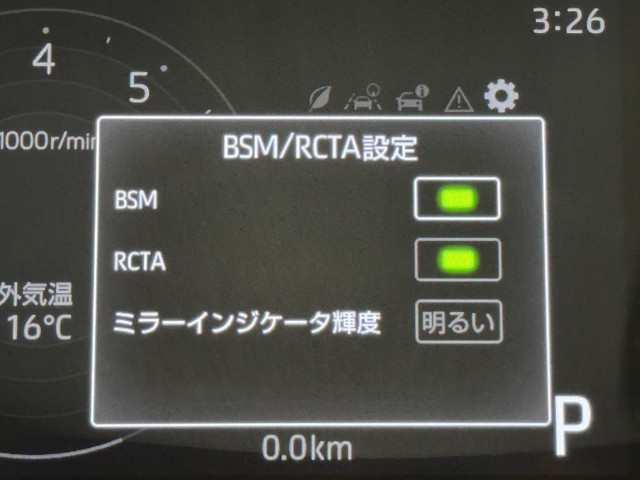 3:26
4
5
1000r/min
BSM/RCTA設定
BSM
RCTA
外気温
16°C
ミラーインジケータ輝度
明るい
P
0.0km